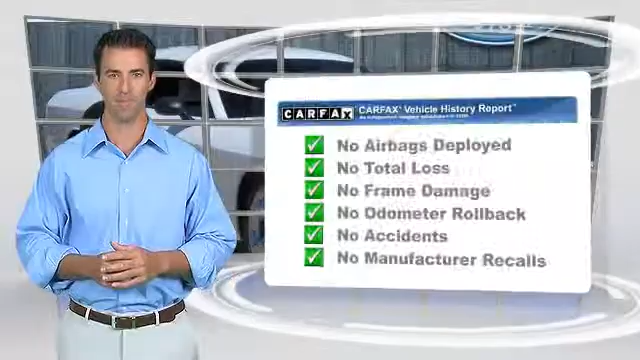 CARFAX CARFAX® Vehicle History Report™
No Airbags Deployed
No Total Loss
No Frame Damage
No Odometer Rollback
No Accidents
No Manufacturer Recalls